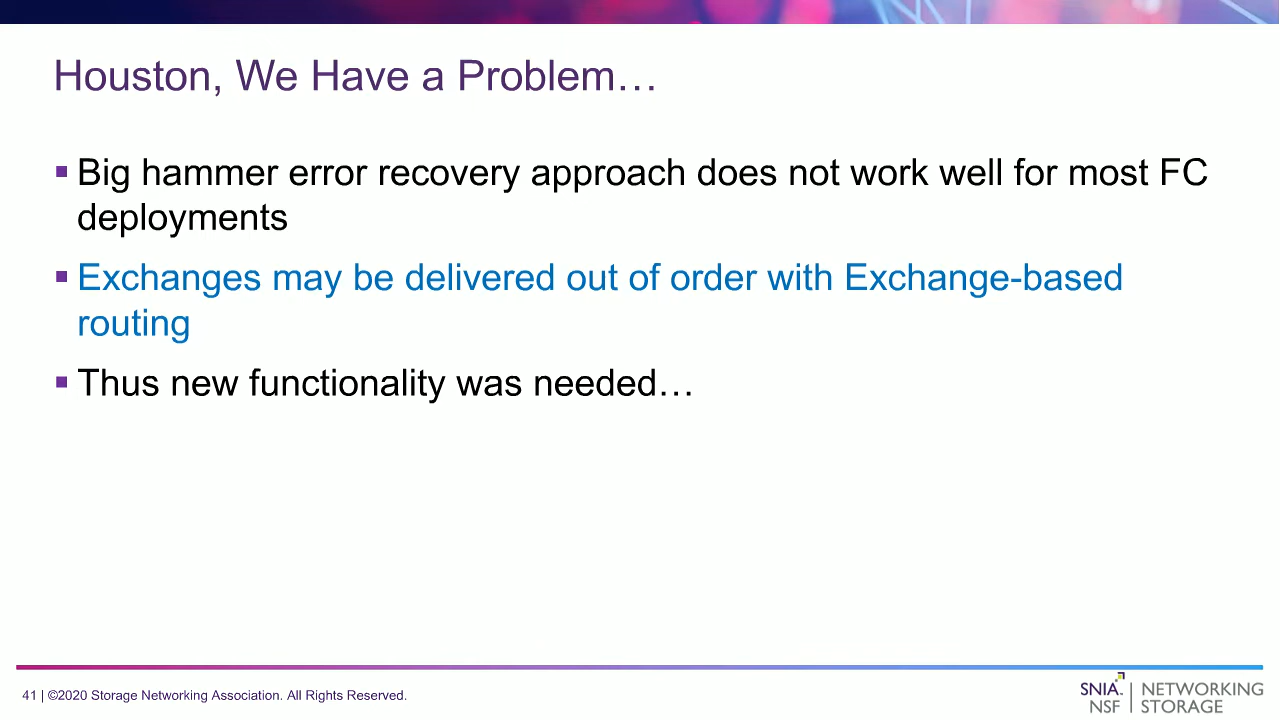 Houston, We Have a Problem…
▪ Big hammer error recovery approach does not work well for most FC
deployments
▪ Exchanges may be delivered out of order with Exchange-based
routing
▪ Thus new functionality was needed…
41 | ©2020 Storage Networking Association. All Rights Reserved.
SNIA. | NETWORKING
NSF | STORAGE